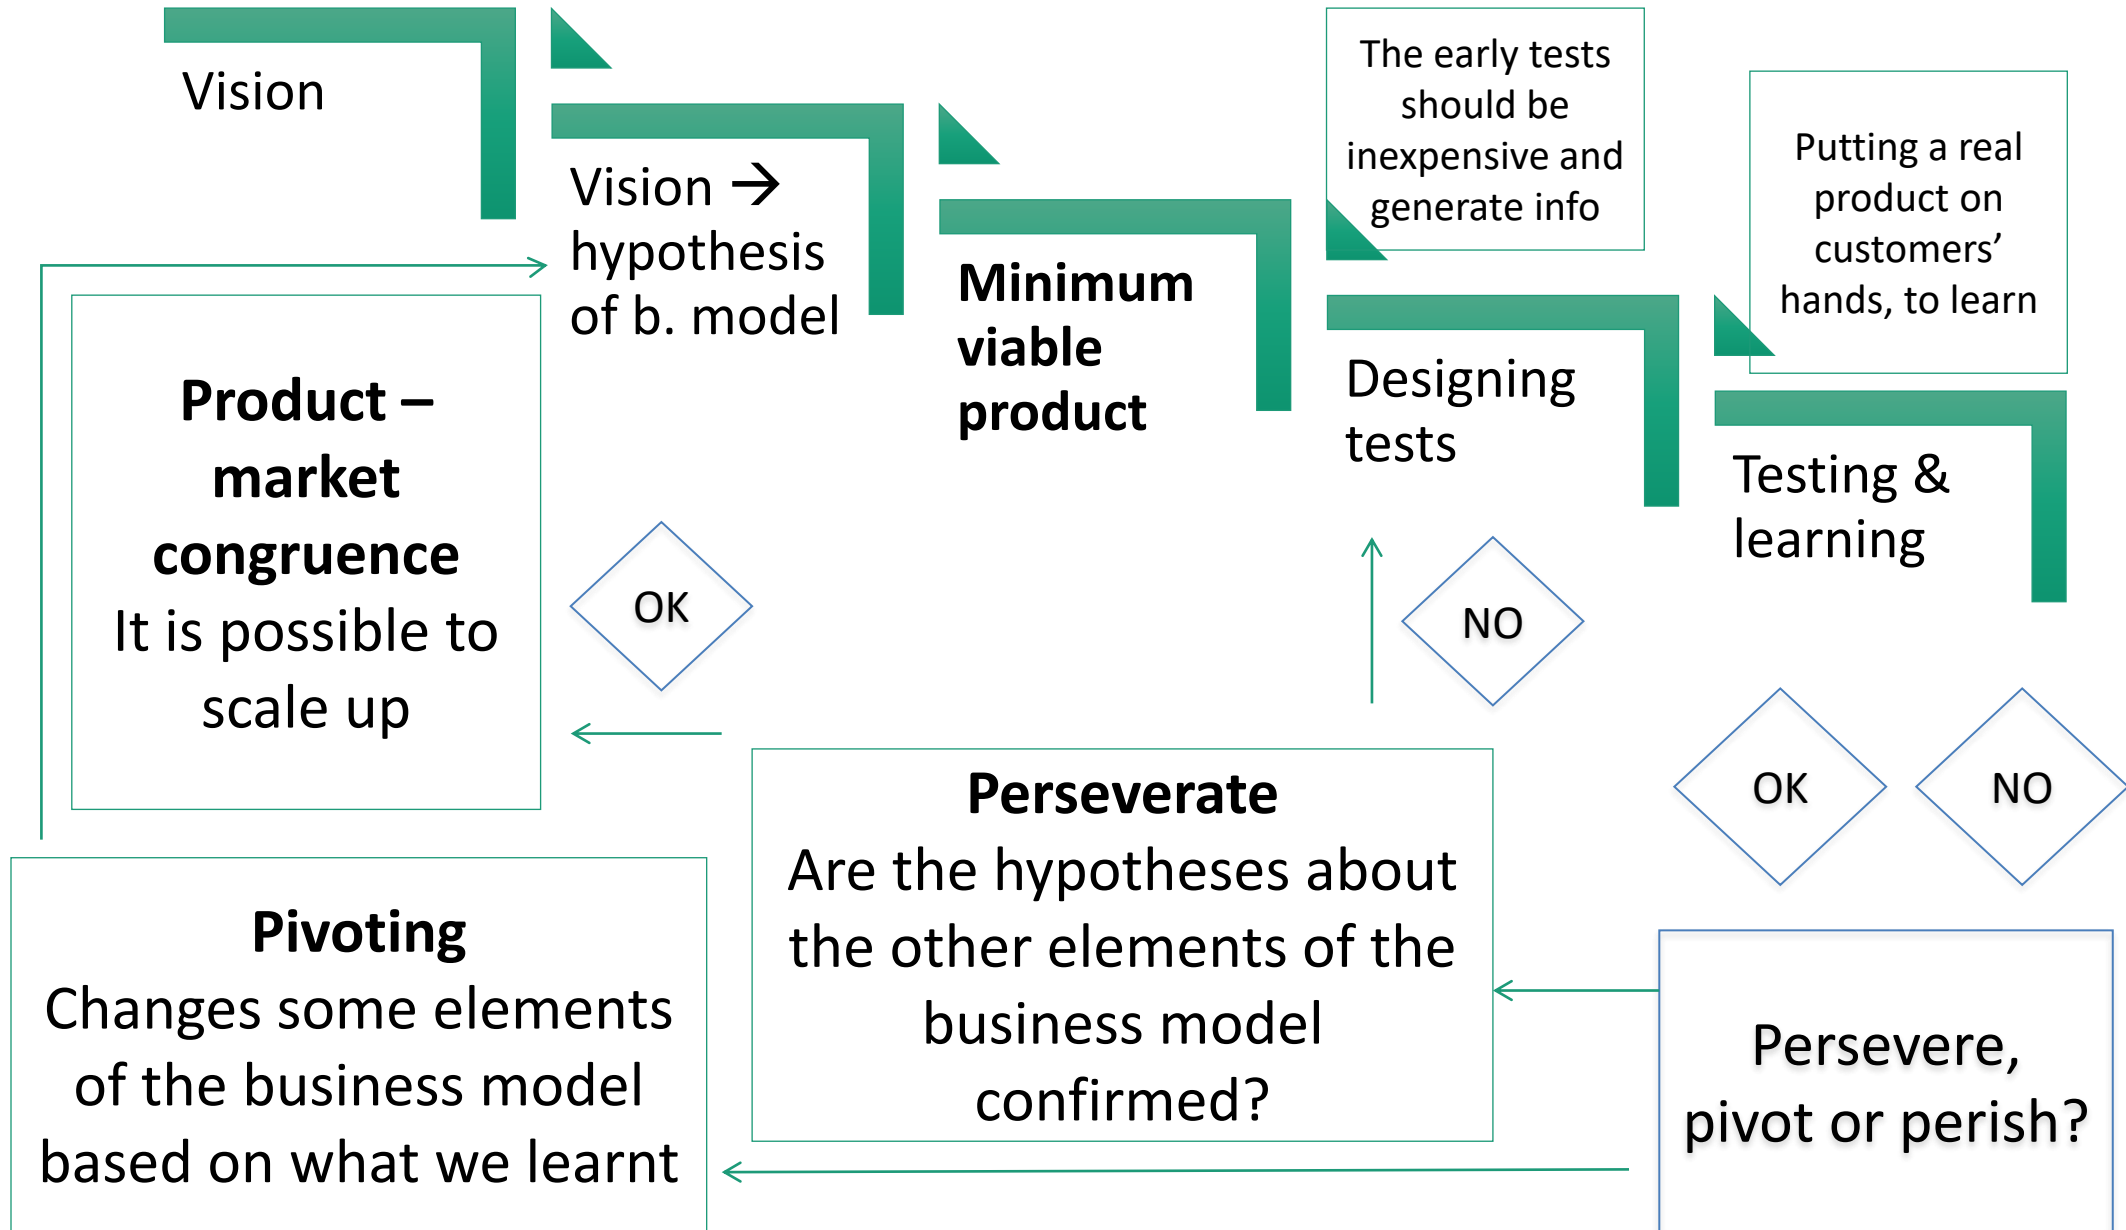 Vision
Vision →
hypothesis
of b. model
Minimum
viable
product
The early tests
should be
inexpensive and
generate info
Designing
tests
Putting a real
product on
customers’
hands, to learn
Testing &
learning
Product –
market
congruence
It is possible to
scale up
OK
NO
OK
NO
Perseverate
Are the hypotheses about
the other elements of the
business model
confirmed?
Pivoting
Changes some elements
of the business model
based on what we learnt
Persevere,
pivot or perish?